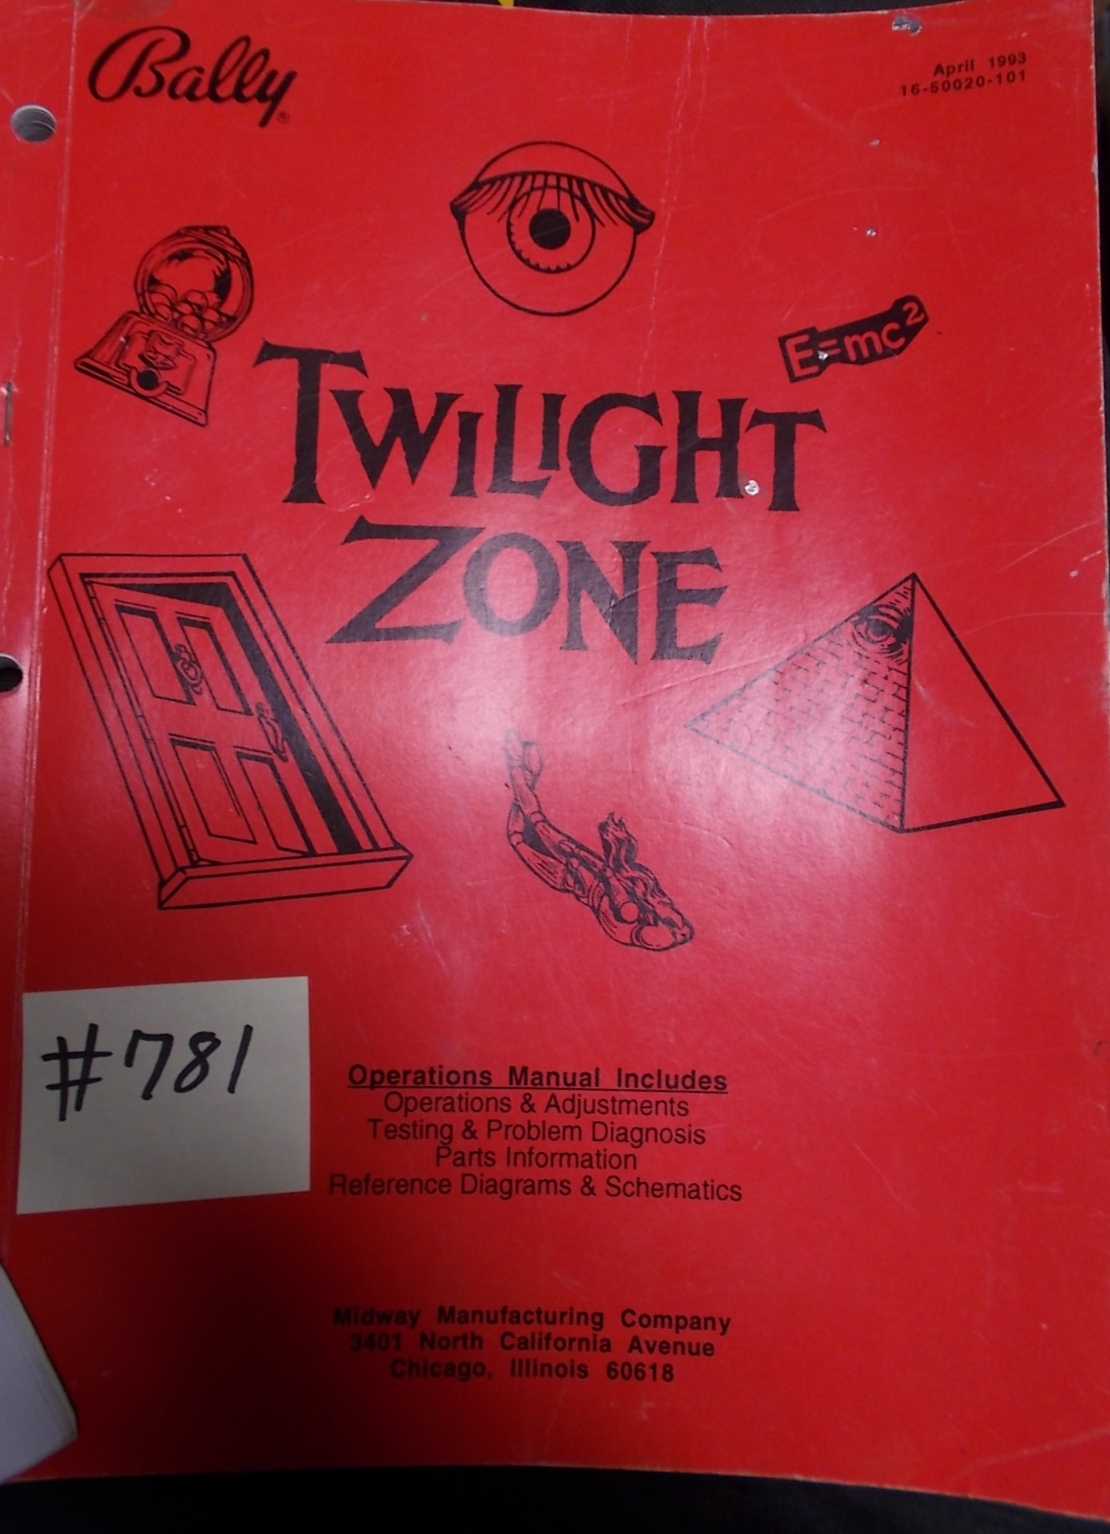 Bally®
April 1993
16-50020-101
E=mc²
TWILIGHT
ZONE
#781
Operations Manual Includes
Operations & Adjustments
Testing & Problem Diagnosis
Parts Information
Reference Diagrams & Schematics
Midway Manufacturing Company
3401 North California Avenue
Chicago, Illinois 60618